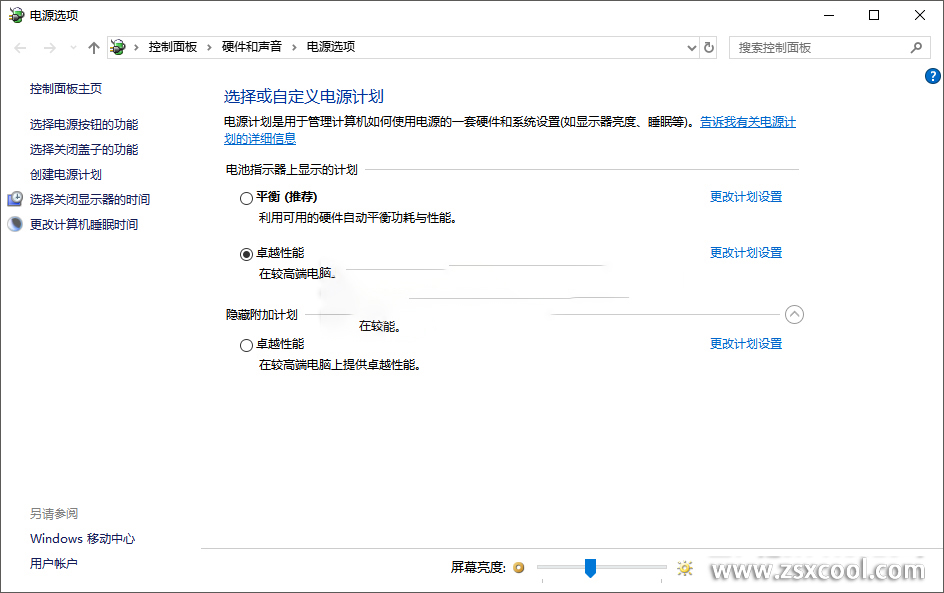 电源选项
控制面板 硬件和声音 电源选项
搜索控制面板
控制面板主页
选择电源按钮的功能
选择关闭盖子的功能
创建电源计划
选择关闭显示器的时间
更改计算机睡眠时间
选择或自定义电源计划
电源计划是用于管理计算机如何使用电源的一套硬件和系统设置(如显示器亮度、睡眠等)。告诉我有关电源计
划的详细信息
电池指示器上显示的计划
平衡 (推荐) 更改计划设置
利用可用的硬件自动平衡功耗与性能。
卓越性能 更改计划设置
在较高端电脑。
隐藏附加计划
在较能。
卓越性能 更改计划设置
在较高端电脑上提供卓越性能。
另请参阅
Windows 移动中心
用户帐户
屏幕亮度:
www.zsxcool.com
?